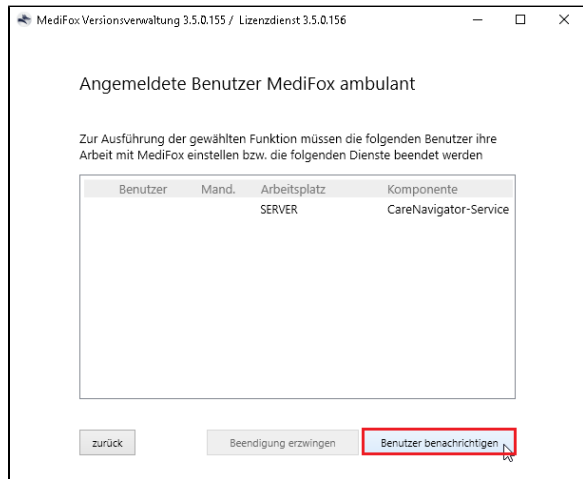 MediFox Versionsverwaltung 3.5.0.155 / Lizenzdienst 3.5.0.156
Angemeldete Benutzer MediFox ambulant
Zur Ausführung der gewählten Funktion müssen die folgenden Benutzer ihre
Arbeit mit MediFox einstellen bzw. die folgenden Dienste beendet werden
Benutzer Mand. Arbeitsplatz Komponente
SERVER CareNavigator-Service
zurück Beendigung erzwingen Benutzer benachrichtigen